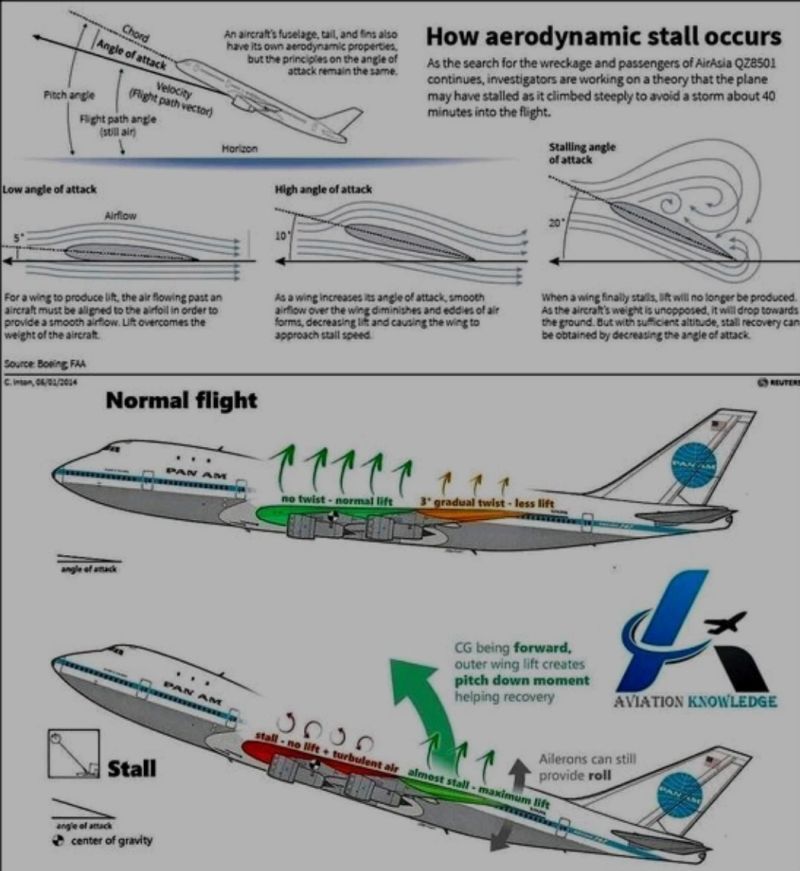 How aerodynamic stall occurs
As the search for the wreckage and passengers of AirAsia QZ8501
continues, investigators are working on a theory that the plane
may have stalled as it climbed steeply to avoid a storm about 40
minutes into the flight.
An aircraft's fuselage, tail, and fins also
have its own aerodynamic properties,
but the principles on the angle of
attack remain the same.
Chord
Angle of attack
Velocity
(Flight path vector)
Pitch angle
Flight path angle
(still air)
Horizon
Low angle of attack
Airflow
5°
For a wing to produce lift, the air flowing past an
aircraft must be aligned to the airfoil in order to
provide a smooth airflow. Lift overcomes the
weight of the aircraft.
High angle of attack
10°
As a wing increases its angle of attack, smooth
airflow over the wing diminishes and eddies of air
forms, decreasing lift and causing the wing to
approach stall speed.
Stalling angle
of attack
20°
When a wing finally stalls, lift will no longer be produced.
As the aircraft's weight is unopposed, it will drop towards
the ground. But with sufficient altitude, stall recovery can
be obtained by decreasing the angle of attack.
Source: Boeing, FAA
C. Inton, 06/01/2014
REUTERS
Normal flight
PAN AM
no twist - normal lift
3° gradual twist - less lift
PAN AM
angle of attack
CG being forward,
outer wing lift creates
pitch down moment
helping recovery
AVIATION KNOWLEDGE
PAN AM
stall - no lift + turbulent air
almost stall - maximum lift
Ailerons can still
provide roll
PAN AM
Stall
angle of attack
center of gravity